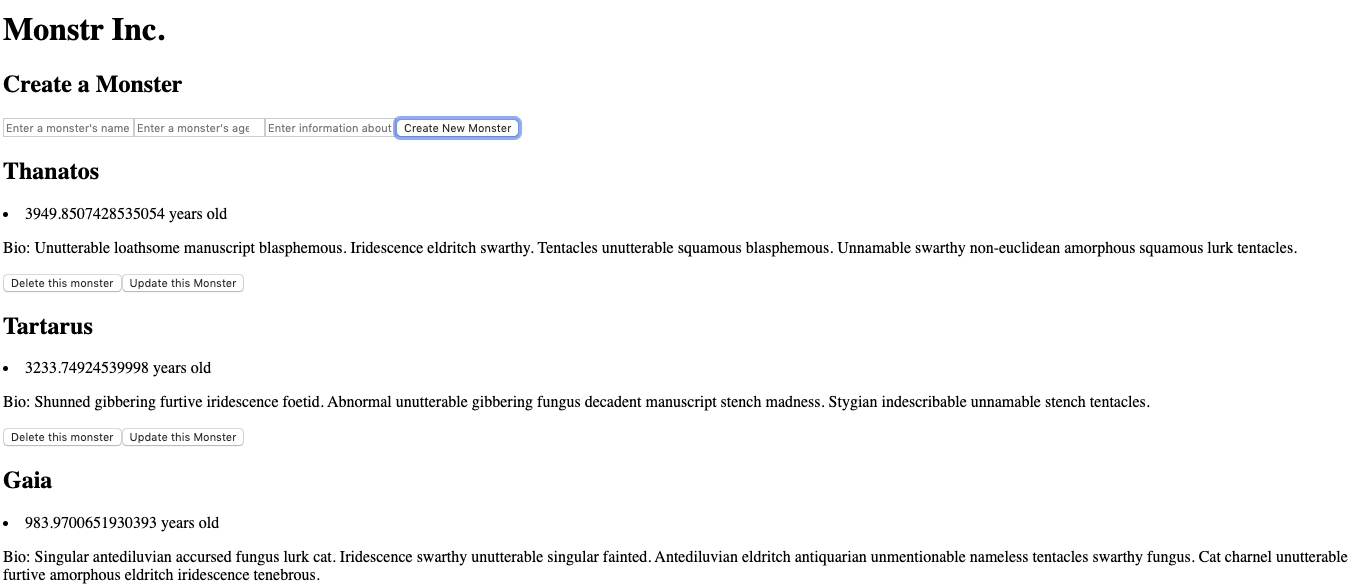 Monstr Inc.
Create a Monster
Enter a monster's name Enter a monster's age Enter information about Create New Monster
Thanatos
• 3949.8507428535054 years old
Bio: Unutterable loathsome manuscript blasphemous. Iridescence eldritch swarthy. Tentacles unutterable squamous blasphemous. Unnamable swarthy non-euclidean amorphous squamous lurk tentacles.
Delete this monster Update this Monster
Tartarus
• 3233.74924539998 years old
Bio: Shunned gibbering furtive iridescence foetid. Abnormal unutterable gibbering fungus decadent manuscript stench madness. Stygian indescribable unnamable stench tentacles.
Delete this monster Update this Monster
Gaia
• 983.9700651930393 years old
Bio: Singular antediluvian accursed fungus lurk cat. Iridescence swarthy unutterable singular fainted. Antediluvian eldritch antiquarian unmentionable nameless tentacles swarthy fungus. Cat charnel unutterable
furtive amorphous eldritch iridescence tenebrous.